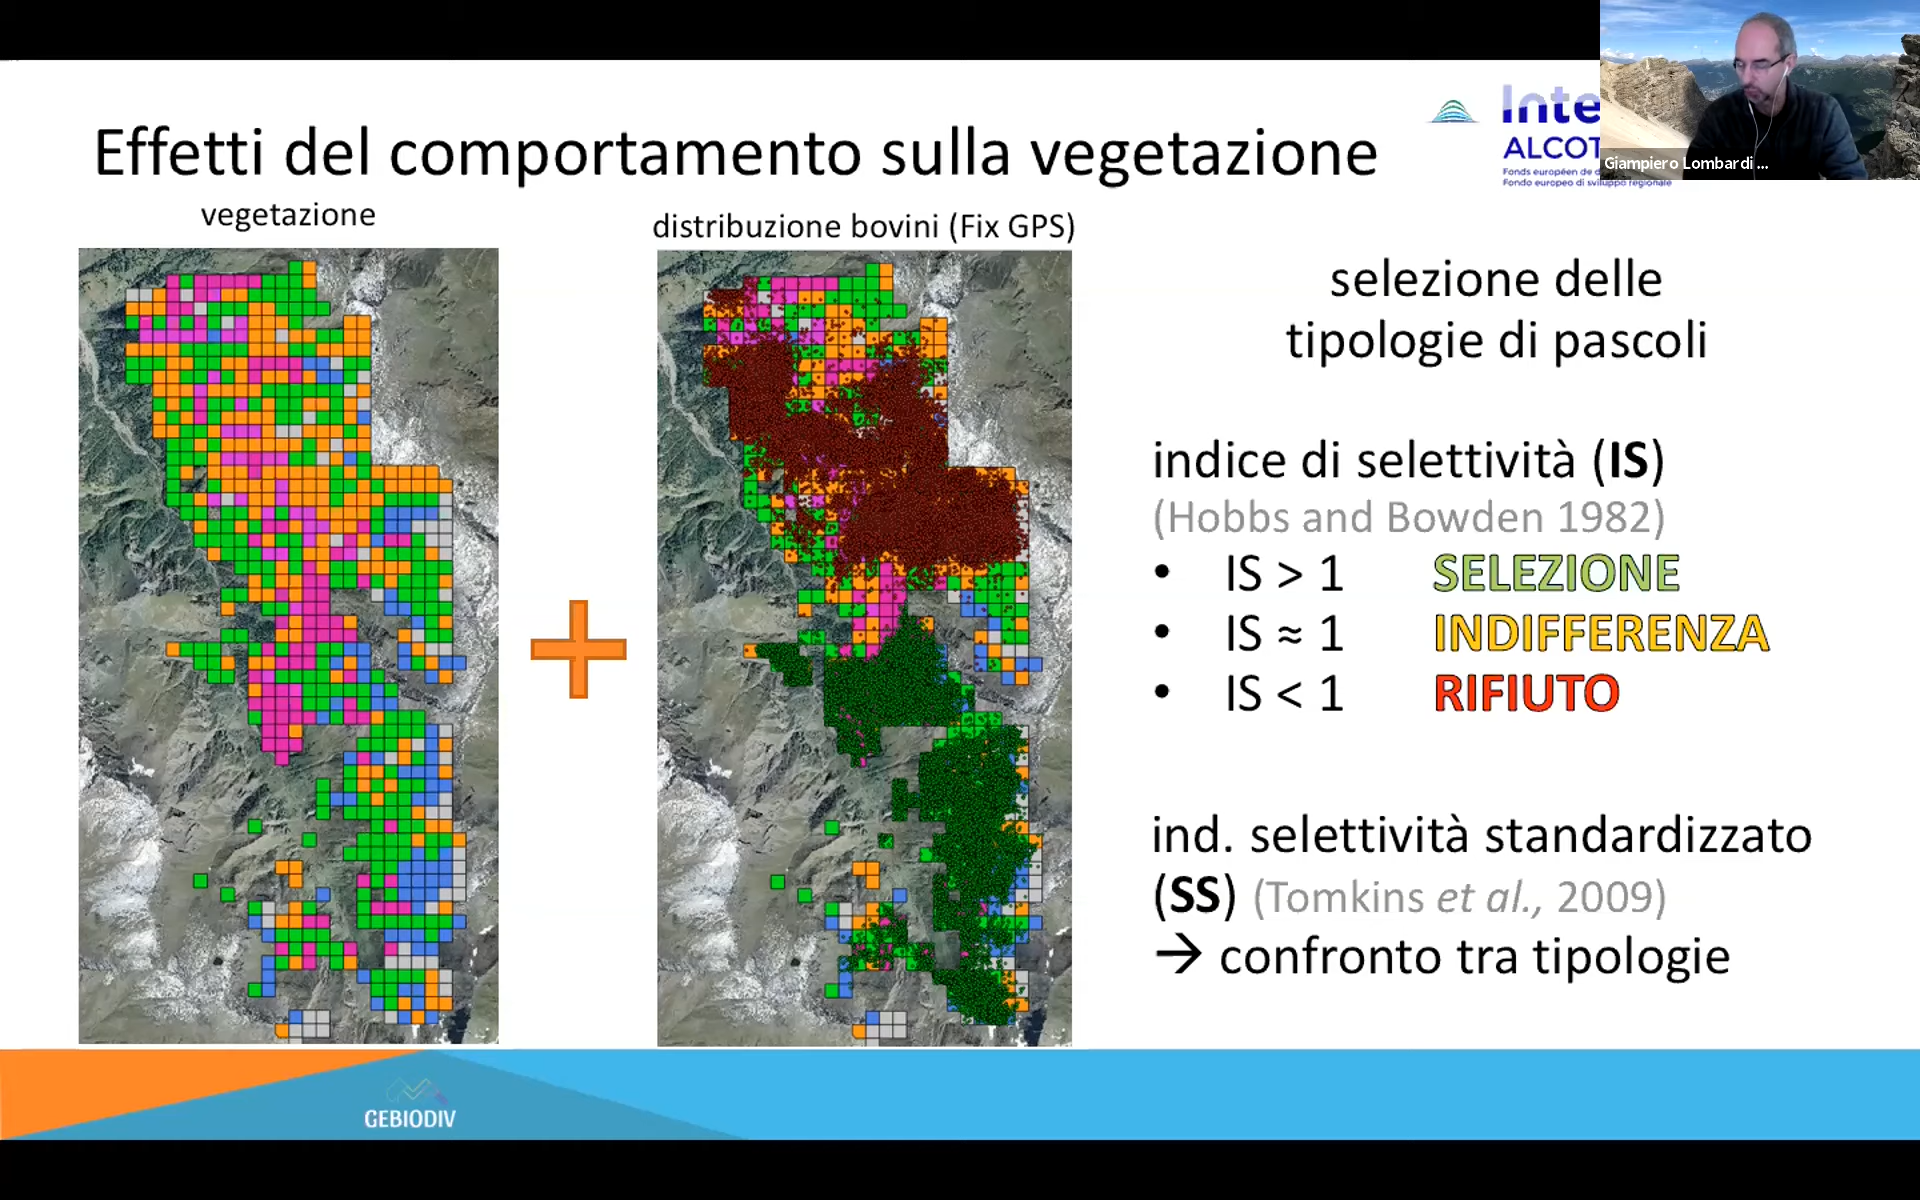 Effetti del comportamento sulla vegetazione
Inte
ALCOT
Fonds européen de d
Fondo europeo di sviluppo regionale
Giampiero Lombardi ...
vegetazione
distribuzione bovini (Fix GPS)
selezione delle
tipologie di pascoli
indice di selettività (IS)
(Hobbs and Bowden 1982)
• IS > 1 SELEZIONE
• IS ≈ 1 INDIFFERENZA
• IS < 1 RIFIUTO
ind. selettività standardizzato
(SS) (Tomkins et al., 2009)
→ confronto tra tipologie
GEBIODIV